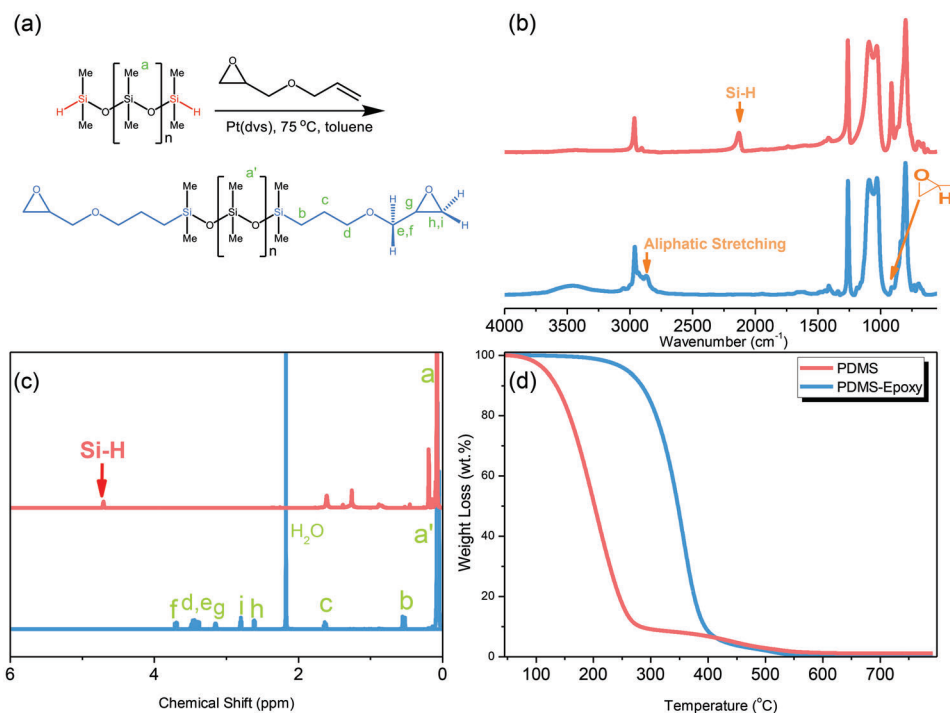 (a)
a
Me Me Me
H Si O Si O Si H
Me Me Me
n
O
O
Pt(dvs), 75 °C, toluene
a'
Me Me Me
O O Si O Si O Si O O H H
Me Me Me
b c d e,f g h,i
H H
n
(b)
Si-H
O
H
Aliphatic Stretching
4000 3500 3000 2500 2000 1500 1000
Wavenumber (cm⁻¹)
(c)
a
Si-H
a'
H₂O
f d,e g i h c b
6 4 2 0
Chemical Shift (ppm)
(d)
PDMS
PDMS-Epoxy
100
80
60
40
20
0
Weight Loss (wt.%)
100 200 300 400 500 600 700
Temperature (°C)